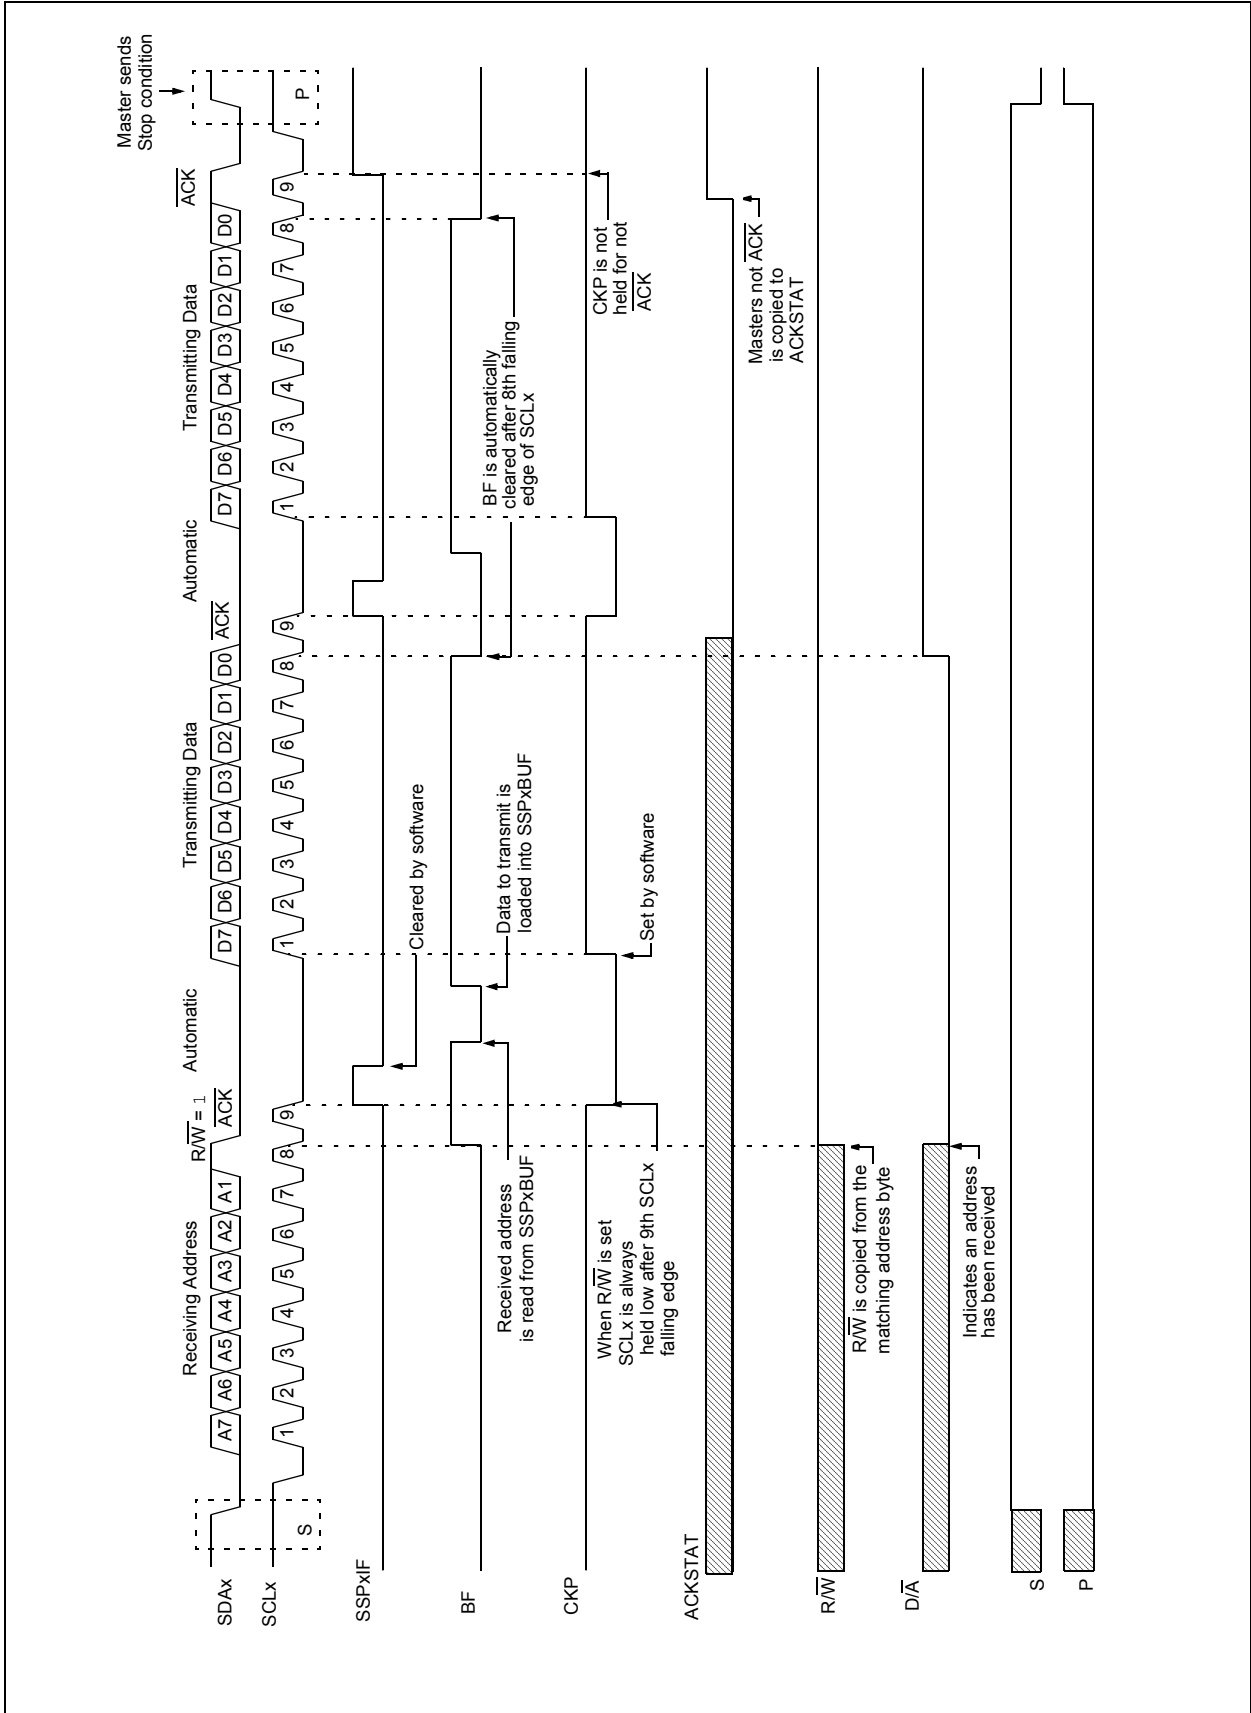 Master sends
Stop condition
Receiving Address
R/W = 1
ACK
Automatic
Transmitting Data
ACK
Automatic
Transmitting Data
ACK
SDAx
A7 A6 A5 A4 A3 A2 A1
D7 D6 D5 D4 D3 D2 D1 D0
D7 D6 D5 D4 D3 D2 D1 D0
SCLx
S
1 2 3 4 5 6 7 8 9
1 2 3 4 5 6 7 8 9
1 2 3 4 5 6 7 8 9
P
SSPxIF
Cleared by software
BF
Received address
is read from SSPxBUF
Data to transmit is
loaded into SSPxBUF
BF is automatically
cleared after 8th falling
edge of SCLx
CKP
When R/W is set
SCLx is always
held low after 9th SCLx
falling edge
Set by software
CKP is not
held for not
ACK
ACKSTAT
Masters not ACK
is copied to
ACKSTAT
R/W
R/W is copied from the
matching address byte
D/A
Indicates an address
has been received
S
P